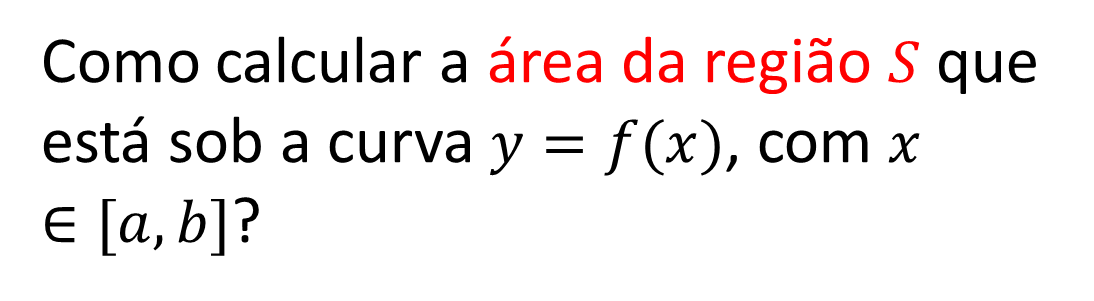 Como calcular a área da região S que
está sob a curva y = f(x), com x
∈ [a, b]?